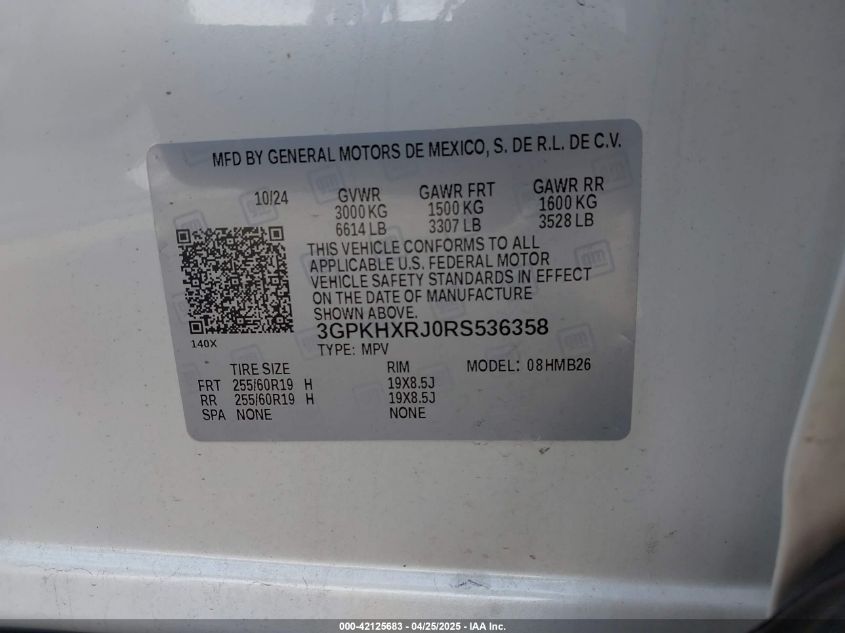 MFD BY GENERAL MOTORS DE MEXICO, S. DE R.L. DE C.V.
10/24 GVWR GAWR FRT GAWR RR
3000 KG 1500 KG 1600 KG
6614 LB 3307 LB 3528 LB
THIS VEHICLE CONFORMS TO ALL
APPLICABLE U.S. FEDERAL MOTOR
VEHICLE SAFETY STANDARDS IN EFFECT
ON THE DATE OF MANUFACTURE
SHOWN ABOVE.
3GPKHXRJ0RS536358
140X
TYPE: MPV
TIRE SIZE RIM MODEL: 08HMB26
FRT 255/60R19 H 19X8.5J
RR 255/60R19 H 19X8.5J
SPA NONE NONE
000-42125683 - 04/25/2025 - IAA Inc.